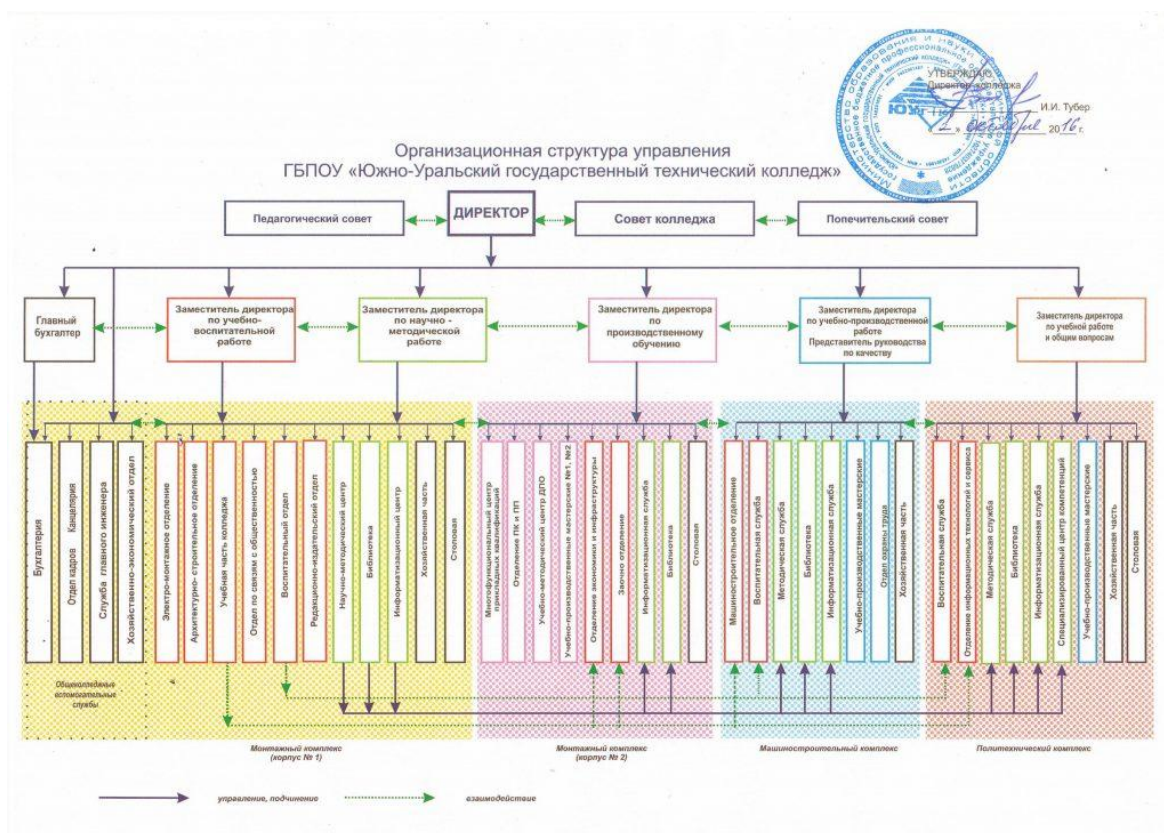 УТВЕРЖДАЮ
Директор колледжа
И.И. Тубер
2016 г.
Организационная структура управления
ГБПОУ «Южно-Уральский государственный технический колледж»
Педагогический совет
ДИРЕКТОР
Совет колледжа
Попечительский совет
Главный
бухгалтер
Заместитель директора
по учебно-
воспитательной
работе
Заместитель директора
по научно -
методической
работе
Заместитель директора
по
производственному
обучению
Заместитель директора
по учебно-производственной
работе
Представитель руководства
по качеству
Заместитель директора
по учебной работе
и общим вопросам
Бухгалтерия
Отдел кадров Канцелярия
Служба главного инженера
Хозяйственно-экономический отдел
Электро-монтажное отделение
Архитектурно- строительное отделение
Учебная часть колледжа
Отдел по связям с общественностью
Воспитательный отдел
Редакционно-издательский отдел
Научно-методический центр
Библиотека
Информатизационный центр
Хозяйственная часть
Столовая
Многофункциональный центр
прикладных квалификаций
Отделение ПК и ПП
Учебно-методический центр ДПО
Учебно-производственные мастерские №1, №2
Отделение экономики и инфраструктуры
Заочно отделение
Информатизационная служба
Библиотека
Столовая
Машиностроительное отделение
Воспитательная служба
Методическая служба
Библиотека
Информатизационная служба
Учебно-производственные мастерские
Отдел охраны труда
Хозяйственная часть
Воспитательная служба
Отделение информационных технологий и сервиса
Методическая служба
Библиотека
Информатизационная служба
Специализированный центр компетенций
Учебно-производственные мастерские
Хозяйственная часть
Столовая
Общеколледжные
вспомогательные
службы
Монтажный комплекс
(корпус № 1)
Монтажный комплекс
(корпус № 2)
Машиностроительный комплекс
Политехнический комплекс
управление, подчинение
взаимодействие